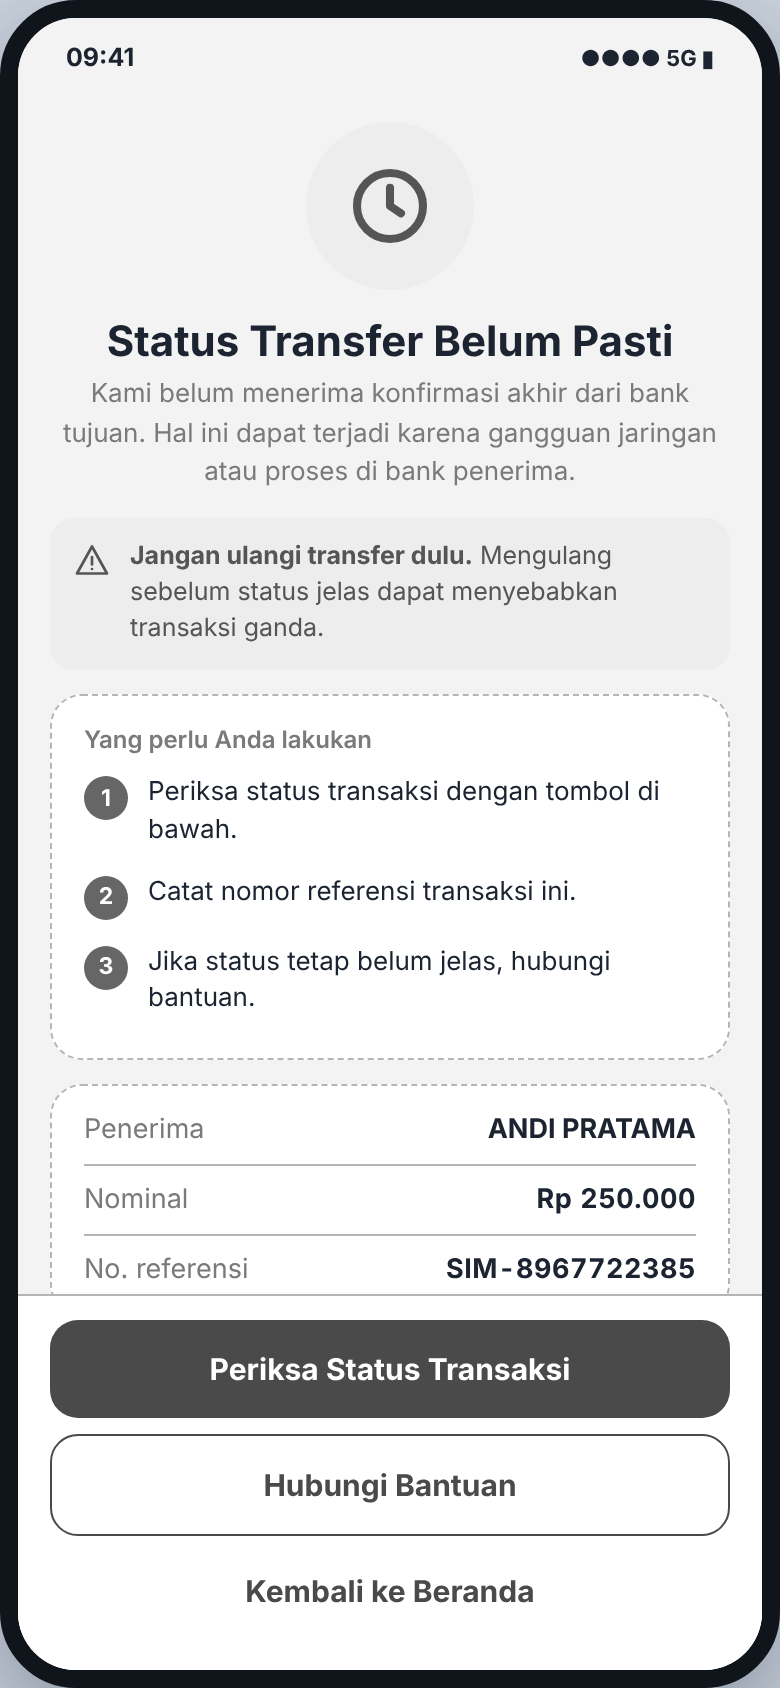 09:41
5G
Status Transfer Belum Pasti
Kami belum menerima konfirmasi akhir dari bank
tujuan. Hal ini dapat terjadi karena gangguan jaringan
atau proses di bank penerima.
Jangan ulangi transfer dulu. Mengulang
sebelum status jelas dapat menyebabkan
transaksi ganda.
Yang perlu Anda lakukan
1 Periksa status transaksi dengan tombol di
bawah.
2 Catat nomor referensi transaksi ini.
3 Jika status tetap belum jelas, hubungi
bantuan.
Penerima ANDI PRATAMA
Nominal Rp 250.000
No. referensi SIM-8967722385
Periksa Status Transaksi
Hubungi Bantuan
Kembali ke Beranda